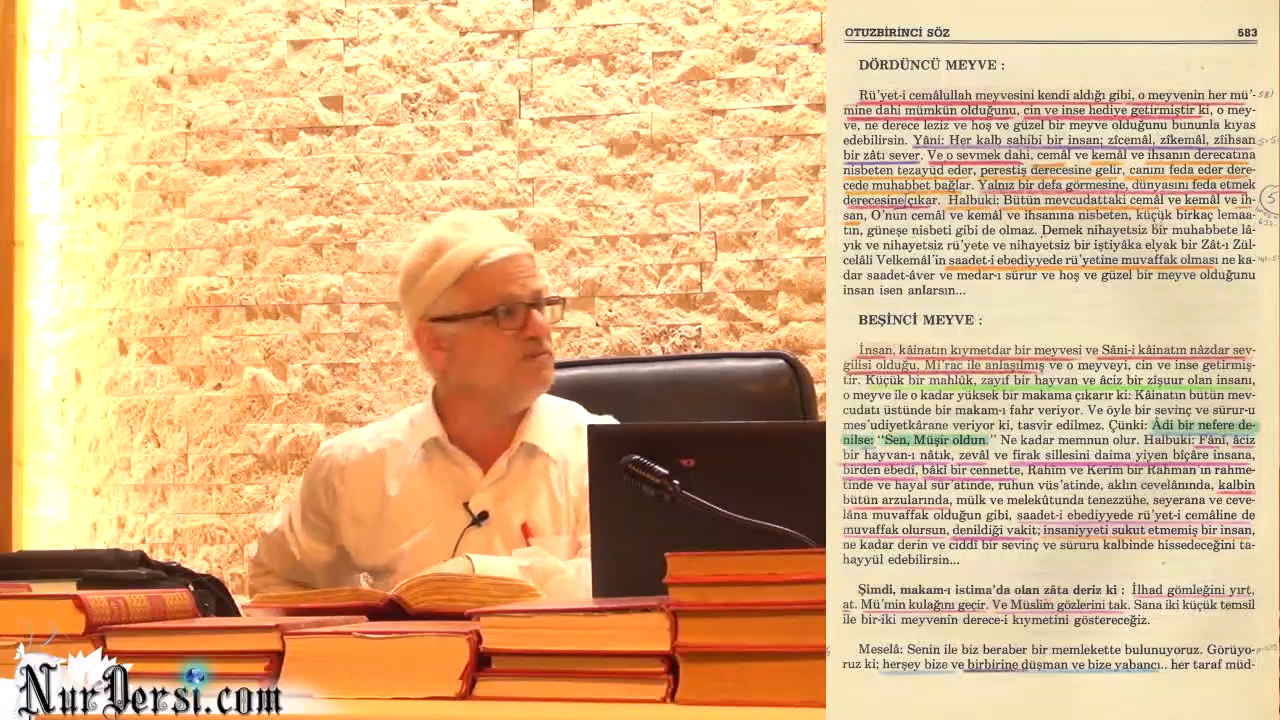 OTUZBİRİNCİ SÖZ 583
DÖRDÜNCÜ MEYVE :
Rü'yet-i cemâlullah meyvesini kendi aldığı gibi, o meyvenin her mü'-
mine dahi mümkün olduğunu, cin ve inse hediye getirmiştir ki, o mey-
ve, ne derece leziz ve hoş ve güzel bir meyve olduğunu bununla kıyas
edebilirsin. Yâni: Her kalb sahibi bir insan; zîcemâl, zîkemâl, zîihsan
bir zâtı sever. Ve o sevmek dahi, cemâl ve kemâl ve ihsanın derecatına
nisbeten tezayüd eder, perestiş derecesine gelir, canını feda eder dere-
cede muhabbet bağlar. Yalnız bir defa görmesine, dünyasını feda etmek
derecesine çıkar. Halbuki: Bütün mevcudattaki cemâl ve kemâl ve ih-
san, O'nun cemâl ve kemâl ve ihsanına nisbeten, küçük birkaç lemaa-
tın, güneşe nisbeti gibi de olmaz. Demek nihayetsiz bir muhabbete lâ-
yık ve nihayetsiz rü'yete ve nihayetsiz bir iştiyâka elyak bir Zât-ı Zül-
celâli Velkemâl'in saadet-i ebediyyede rü'yetine muvaffak olması ne ka-
dar saadet-âver ve medar-ı sürur ve hoş ve güzel bir meyve olduğunu
insan isen anlarsın...
BEŞİNCİ MEYVE :
İnsan, kâinatın kıymetdar bir meyvesi ve Sâni-i kâinatın nâzdar sev-
gilisi olduğu, Mi'rac ile anlaşılmış ve o meyveyi, cin ve inse getirmiş-
tir. Küçük bir mahlûk, zayıf bir hayvan ve âciz bir zîşuur olan insanı,
o meyve ile o kadar yüksek bir makama çıkarır ki: Kâinatın bütün mev-
cudatı üstünde bir makam-ı fahr veriyor. Ve öyle bir sevinç ve sürur-u
mes'udiyetkârane veriyor ki, tasvir edilmez. Çünki: Âdi bir nefere de-
nilse: "Sen, Müşir oldun" Ne kadar memnun olur. Halbuki: Fânî, âciz
bir hayvan-ı nâtık, zevâl ve firak sillesini daima yiyen bîçâre insana,
birden ebedî, bâkî bir cennette, Rahîm ve Kerîm bir Rahman'ın rahme-
tinde ve hayal sür'atinde, ruhun vüs'atinde, aklın cevelânında, kalbin
bütün arzularında, mülk ve melekûtunda tenezzühe, seyerana ve ceve-
lâna muvaffak olduğun gibi, saadet-i ebediyyede rü'yet-i cemâline de
muvaffak olursun, denildiği vakit; insaniyyeti sukut etmemiş bir insan,
ne kadar derin ve ciddî bir sevinç ve süruru kalbinde hissedeceğini ta-
hayyül edebilirsin...
Şimdi, makam-ı istima'da olan zâta deriz ki : İlhad gömleğini yırt,
at. Mü'min kulağını geçir. Ve Müslim gözlerini tak. Sana iki küçük temsil
ile bir-iki meyvenin derece-i kıymetini göstereceğiz.
Meselâ: Senin ile biz beraber bir memlekette bulunuyoruz. Görüyo-
ruz ki; herşey bize ve birbirine düşman ve bize yabancı.. her taraf müd-
NurDersi.com